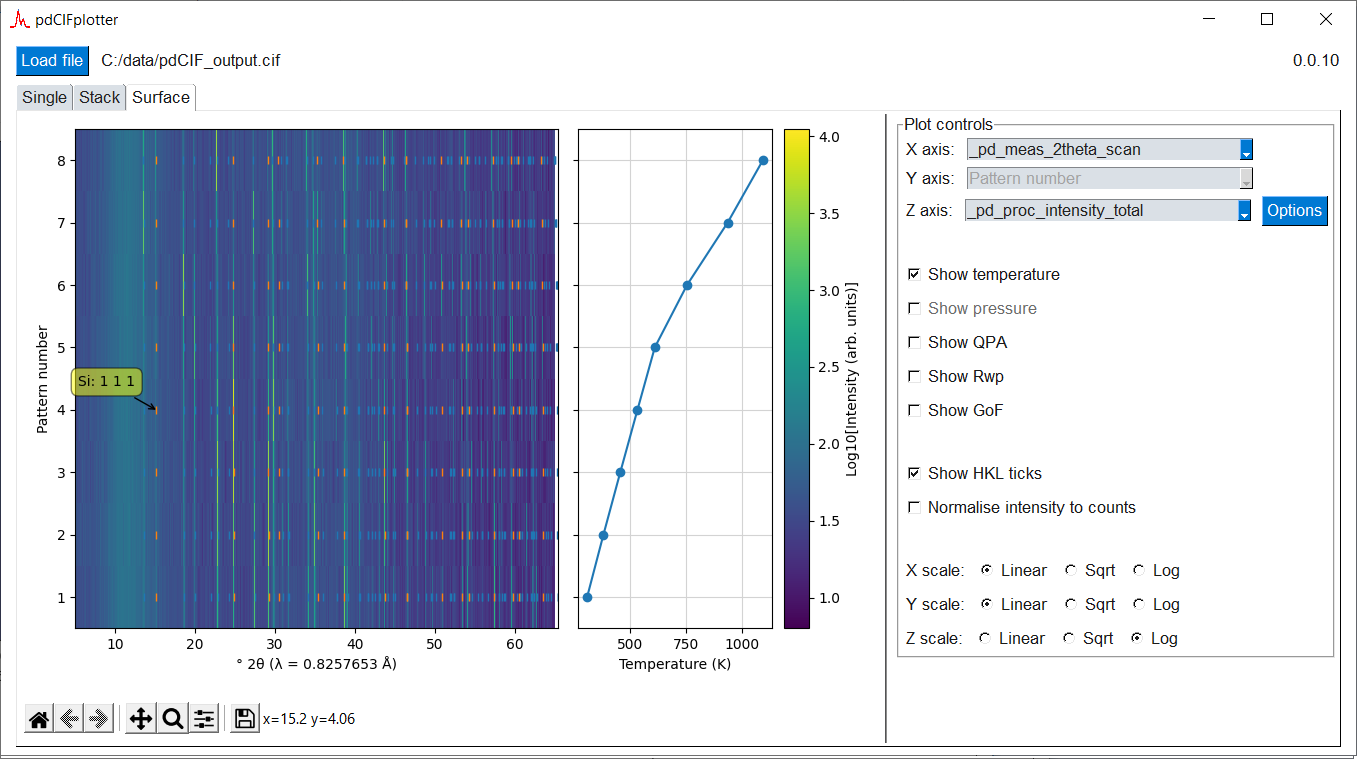 pdCIFplotter
Load file C:/data/pdCIF_output.cif 0.0.10
Single Stack Surface
Pattern number
8
7
6
5
4
3
2
1
Si: 1 1 1
10 20 30 40 50 60
° 2θ (λ = 0.8257653 Å)
500 750 1000
Temperature (K)
4.0
3.5
3.0
2.5
2.0
1.5
1.0
Log10[Intensity (arb. units)]
x=15.2 y=4.06
Plot controls
X axis: _pd_meas_2theta_scan
Y axis: Pattern number
Z axis: _pd_proc_intensity_total Options
Show temperature
Show pressure
Show QPA
Show Rwp
Show GoF
Show HKL ticks
Normalise intensity to counts
X scale: Linear Sqrt Log
Y scale: Linear Sqrt Log
Z scale: Linear Sqrt Log